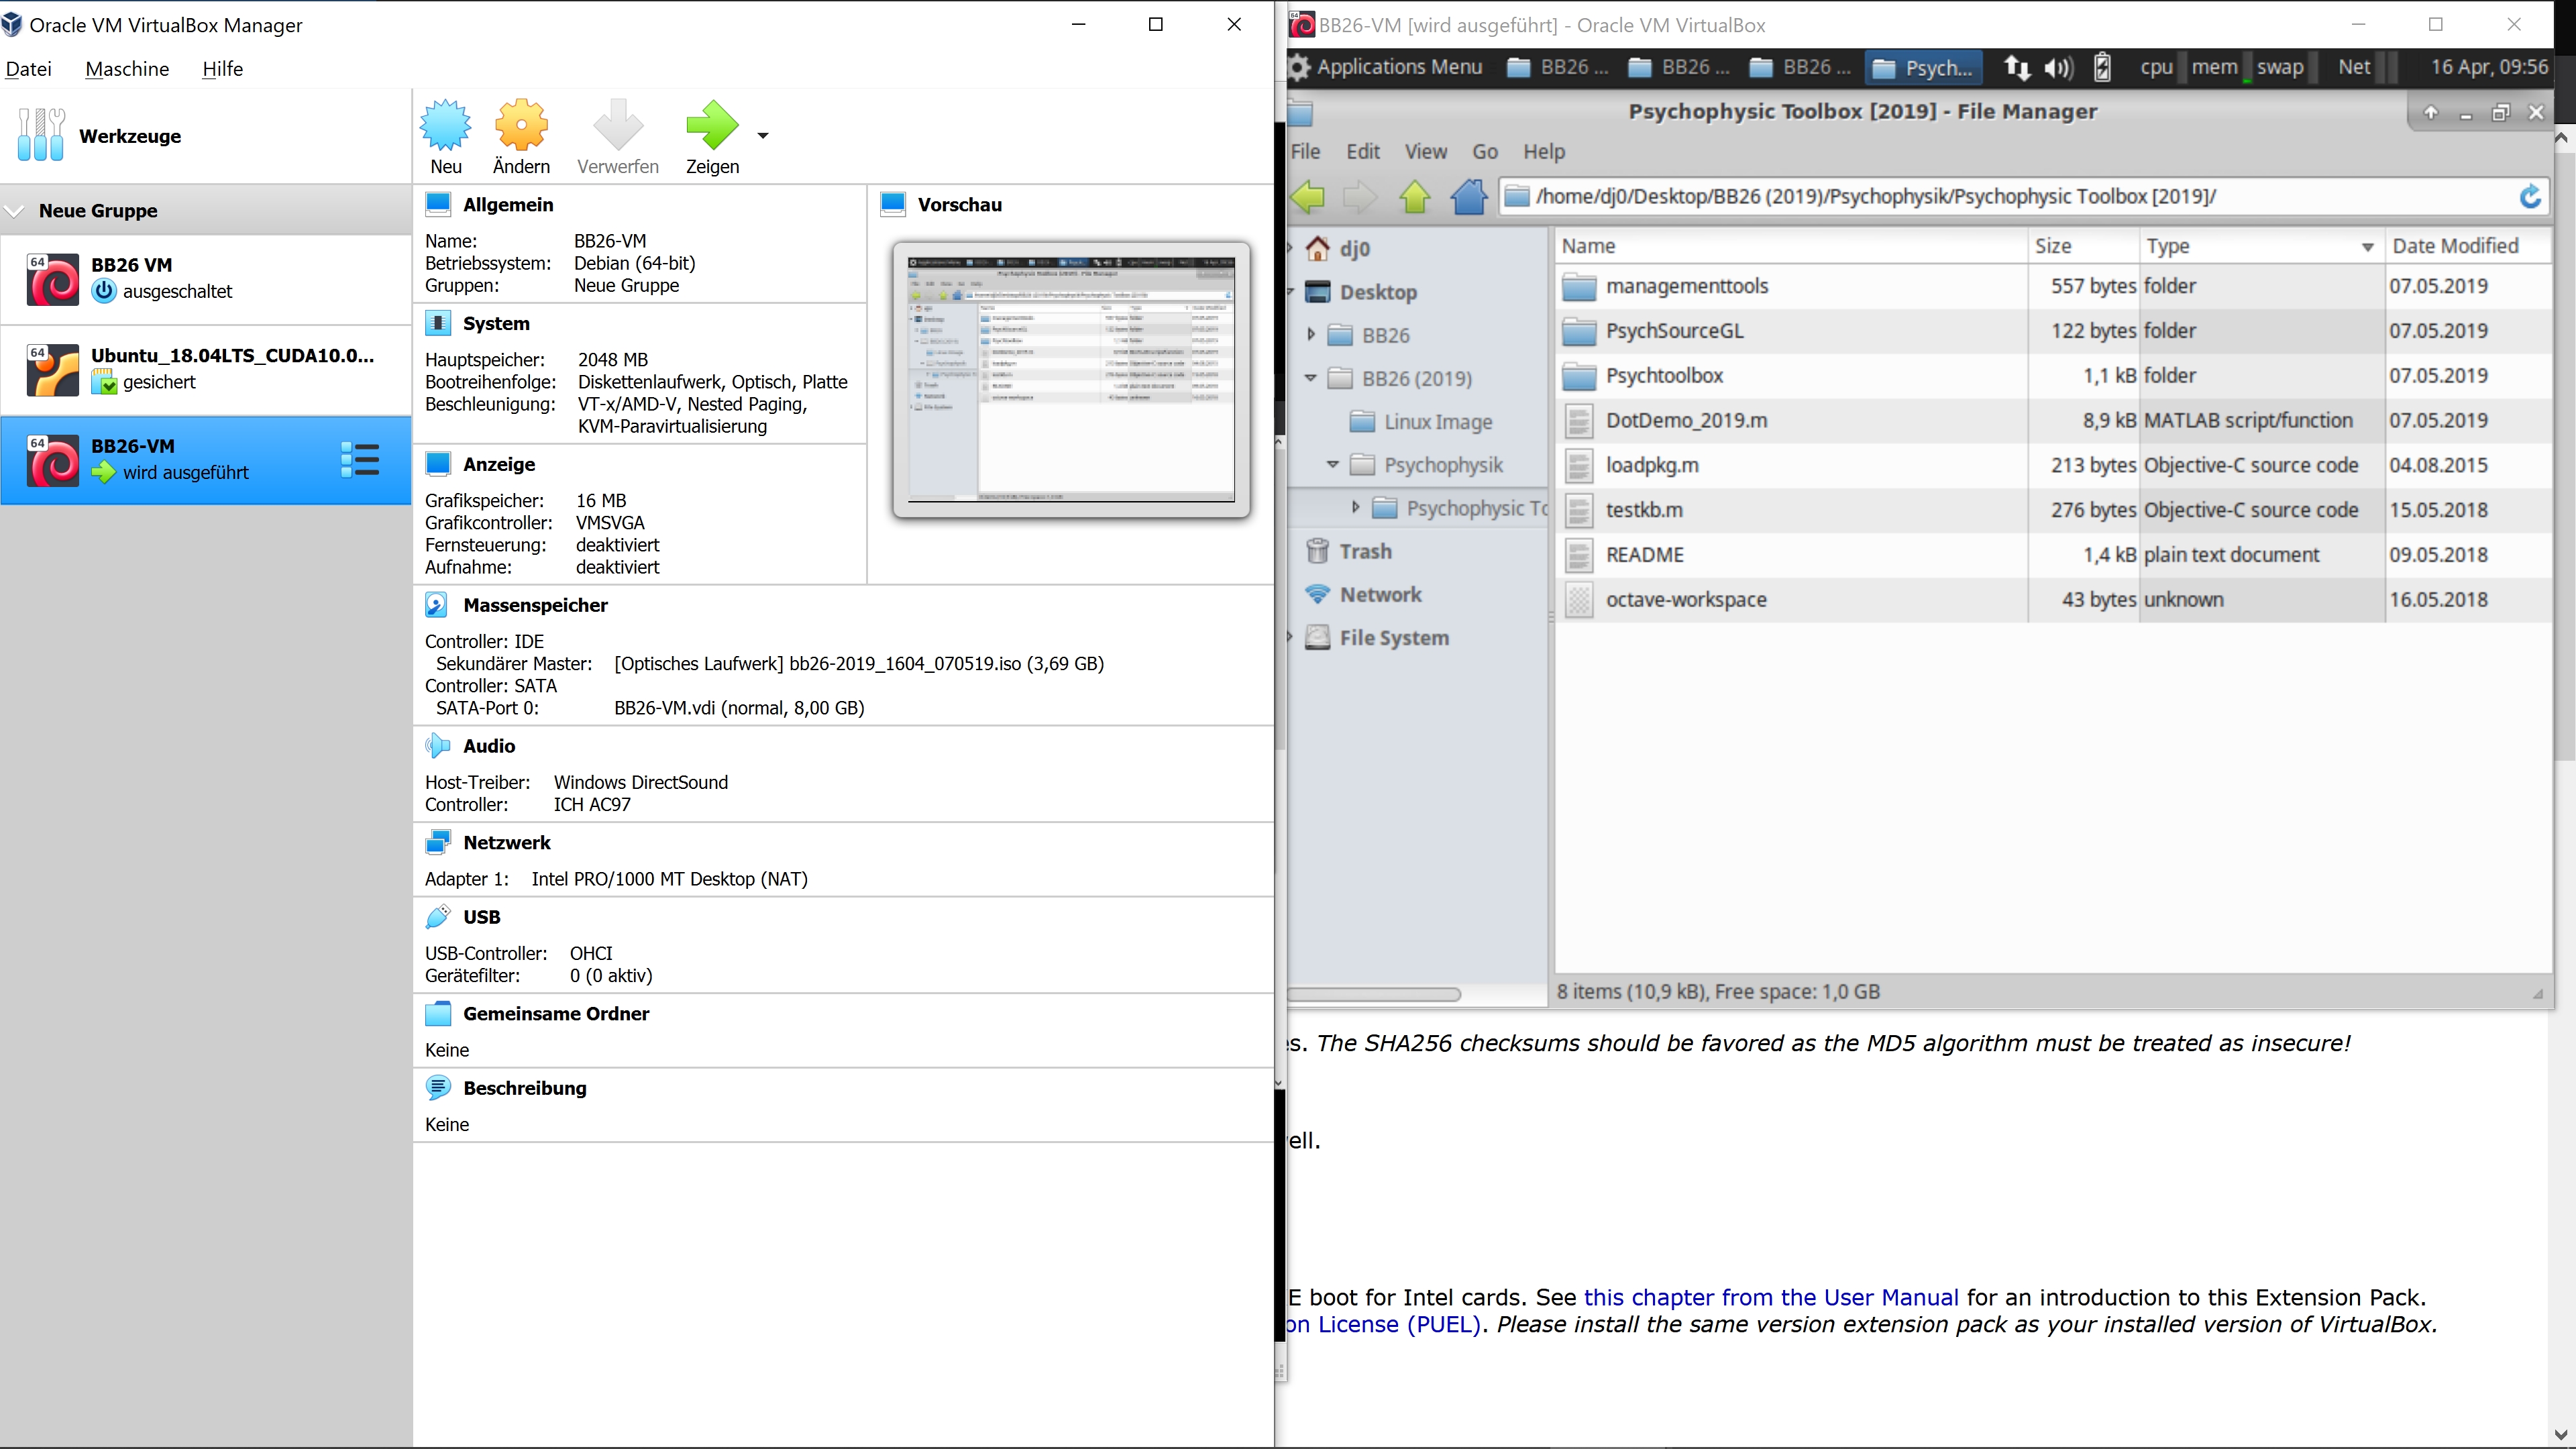 Oracle VM VirtualBox Manager
Datei Maschine Hilfe
Werkzeuge
Neu Ändern Verwerfen Zeigen
Neue Gruppe
64
BB26 VM
ausgeschaltet
64
Ubuntu_18.04LTS_CUDA10.0...
gesichert
64
BB26-VM
wird ausgeführt
Allgemein
Name: BB26-VM
Betriebssystem: Debian (64-bit)
Gruppen: Neue Gruppe
System
Hauptspeicher: 2048 MB
Bootreihenfolge: Diskettenlaufwerk, Optisch, Platte
Beschleunigung: VT-x/AMD-V, Nested Paging,
KVM-Paravirtualisierung
Anzeige
Grafikspeicher: 16 MB
Grafikcontroller: VMSVGA
Fernsteuerung: deaktiviert
Aufnahme: deaktiviert
Vorschau
Massenspeicher
Controller: IDE
Sekundärer Master: [Optisches Laufwerk] bb26-2019_1604_070519.iso (3,69 GB)
Controller: SATA
SATA-Port 0: BB26-VM.vdi (normal, 8,00 GB)
Audio
Host-Treiber: Windows DirectSound
Controller: ICH AC97
Netzwerk
Adapter 1: Intel PRO/1000 MT Desktop (NAT)
USB
USB-Controller: OHCI
Gerätefilter: 0 (0 aktiv)
Gemeinsame Ordner
Keine
Beschreibung
Keine
64
BB26-VM [wird ausgeführt] - Oracle VM VirtualBox
Applications Menu BB26 ... BB26 ... BB26 ... Psych... cpu mem swap Net 16 Apr, 09:56
Psychophysic Toolbox [2019] - File Manager
File Edit View Go Help
/home/dj0/Desktop/BB26 (2019)/Psychophysik/Psychophysic Toolbox [2019]/
dj0
Desktop
BB26
BB26 (2019)
Linux Image
Psychophysik
Psychophysic To
Trash
Network
File System
Name Size Type Date Modified
managementtools 557 bytes folder 07.05.2019
PsychSourceGL 122 bytes folder 07.05.2019
Psychtoolbox 1,1 kB folder 07.05.2019
DotDemo_2019.m 8,9 kB MATLAB script/function 07.05.2019
loadpkg.m 213 bytes Objective-C source code 04.08.2015
testkb.m 276 bytes Objective-C source code 15.05.2018
README 1,4 kB plain text document 09.05.2018
octave-workspace 43 bytes unknown 16.05.2018
8 items (10,9 kB), Free space: 1,0 GB
s. The SHA256 checksums should be favored as the MD5 algorithm must be treated as insecure!
ell.
E boot for Intel cards. See this chapter from the User Manual for an introduction to this Extension Pack.
on License (PUEL). Please install the same version extension pack as your installed version of VirtualBox.